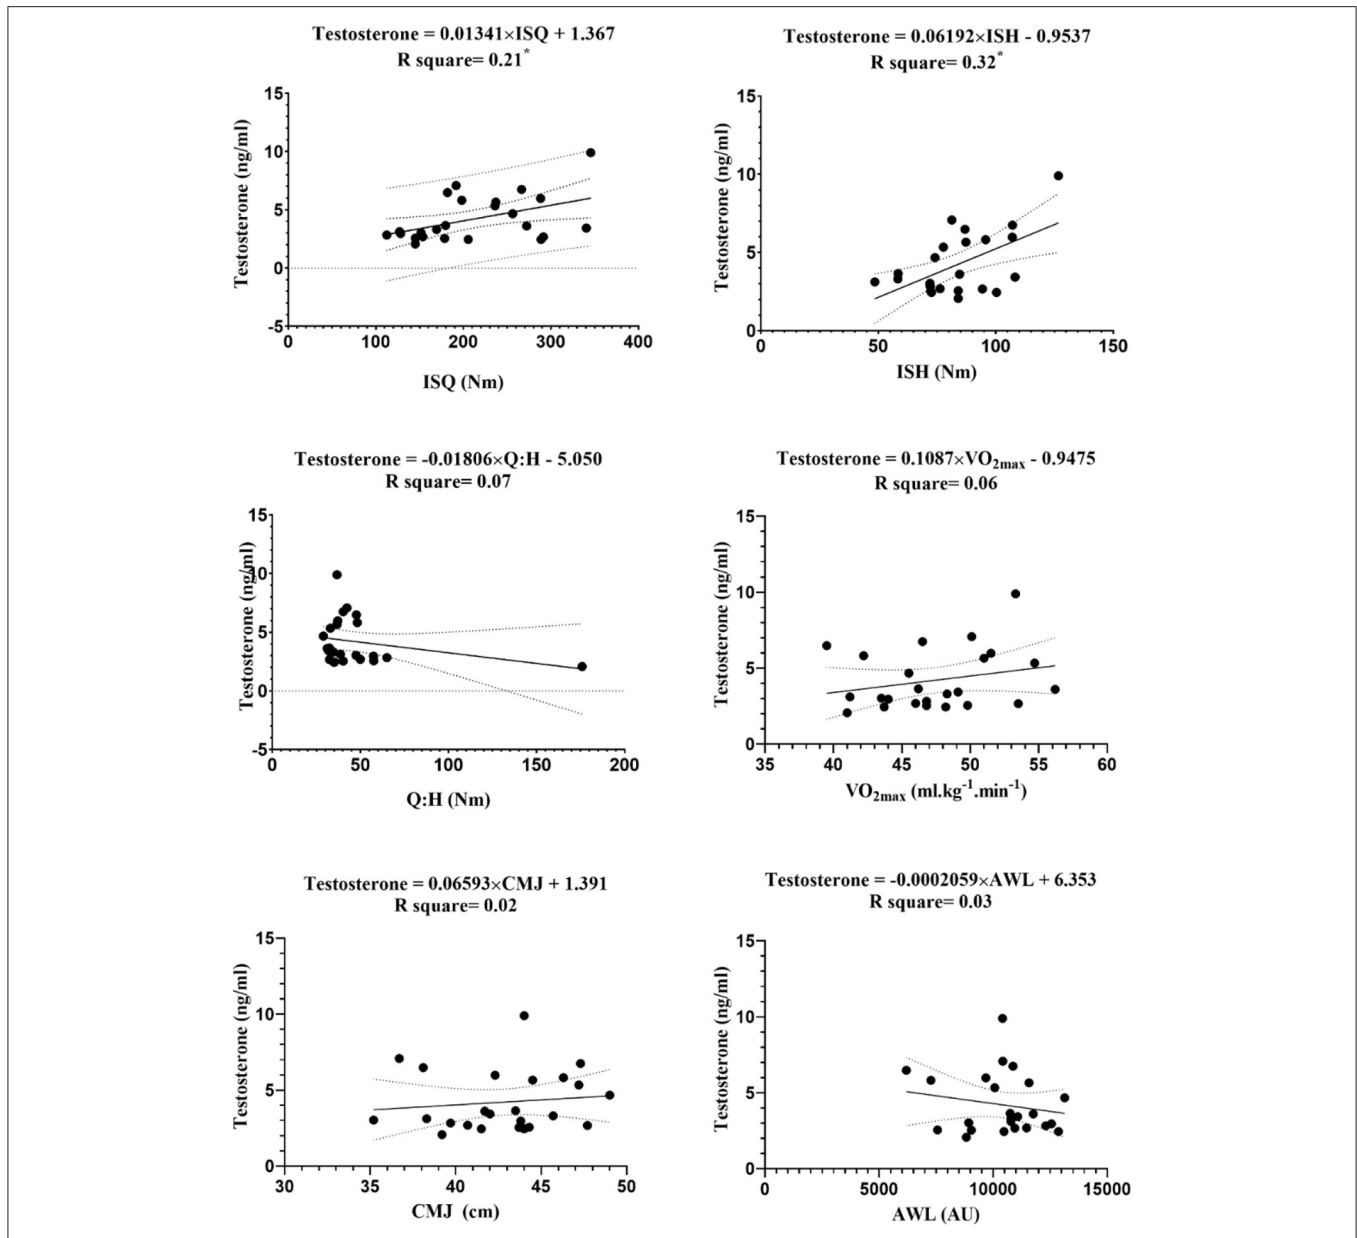 Testosterone = 0.01341×ISQ + 1.367
R square= 0.21*
Testosterone (ng/ml)
15
10
5
0
-5
0
100
200
300
400
ISQ (Nm)
Testosterone = 0.06192×ISH - 0.9537
R square= 0.32*
Testosterone (ng/ml)
15
10
5
0
0
50
100
150
ISH (Nm)
Testosterone = -0.01806×Q:H - 5.050
R square= 0.07
Testosterone (ng/ml)
15
10
5
0
-5
0
50
100
150
200
Q:H (Nm)
Testosterone = 0.1087×VO2max - 0.9475
R square= 0.06
Testosterone (ng/ml)
15
10
5
0
35
40
45
50
55
60
VO2max (ml.kg-1.min-1)
Testosterone = 0.06593×CMJ + 1.391
R square= 0.02
Testosterone (ng/ml)
15
10
5
0
30
35
40
45
50
CMJ (cm)
Testosterone = -0.0002059×AWL + 6.353
R square= 0.03
Testosterone (ng/ml)
15
10
5
0
0
5000
10000
15000
AWL (AU)